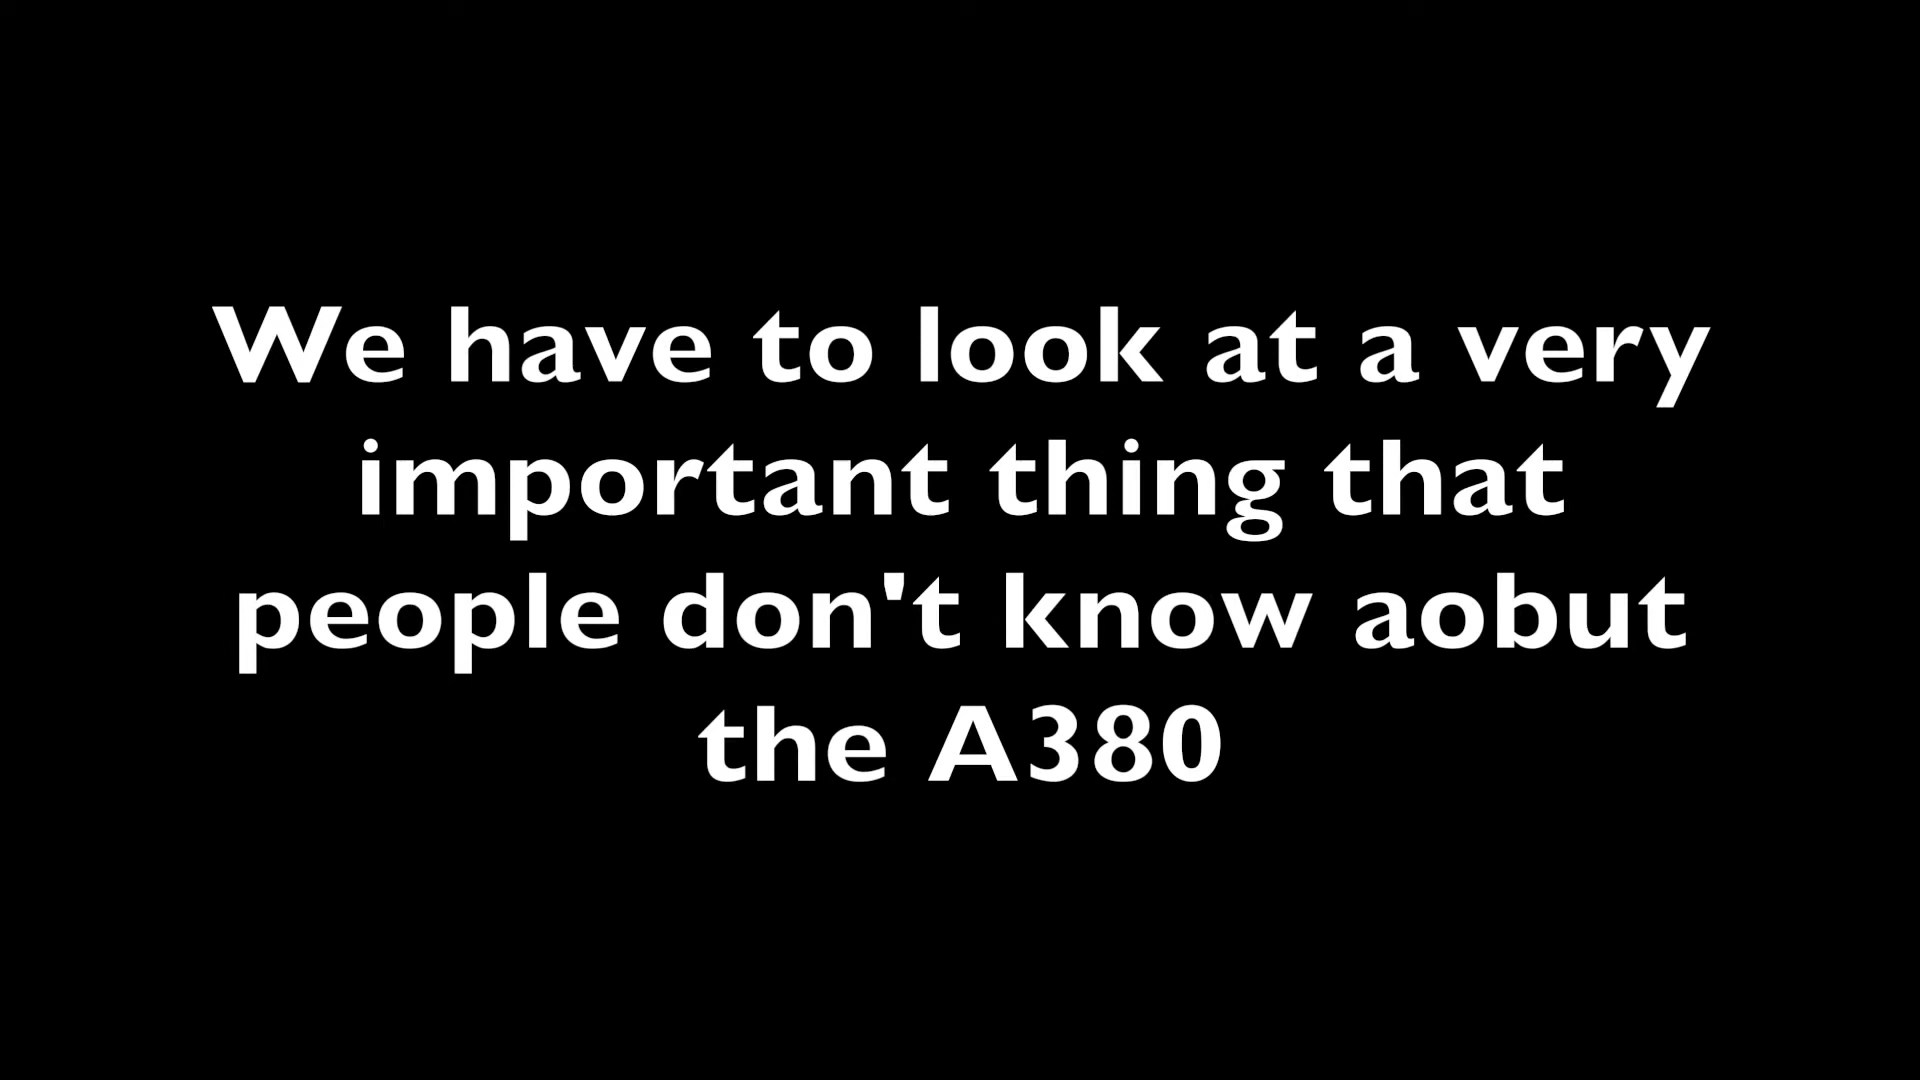 We have to look at a very
important thing that
people don't know aobut
the A380